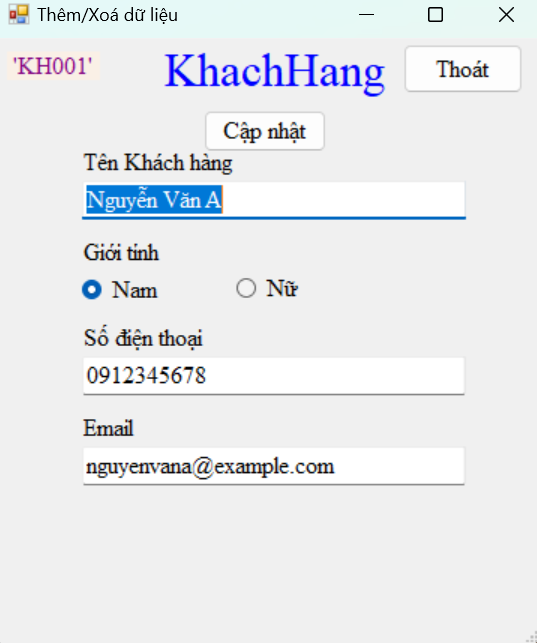 Thêm/Xoá dữ liệu
'KH001' KhachHang Thoát
Cập nhật
Tên Khách hàng
Nguyễn Văn A
Giới tính
Nam Nữ
Số điện thoại
0912345678
Email
nguyenvana@example.com